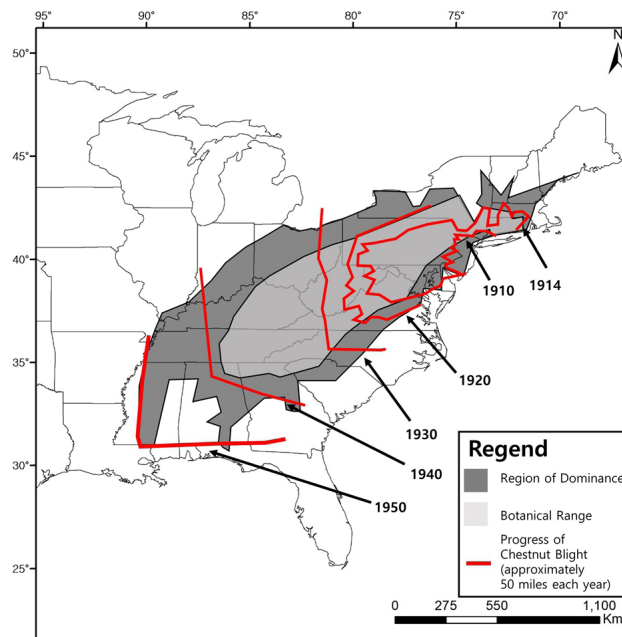 95° 90° 85° 80° 75° 70°
N
50°
45°
40°
35°
30°
25°
1910
1914
1920
1930
1940
1950
Regend
Region of Dominance
Botanical Range
Progress of
Chestnut Blight
(approximately
50 miles each year)
0 275 550 1,100
Km